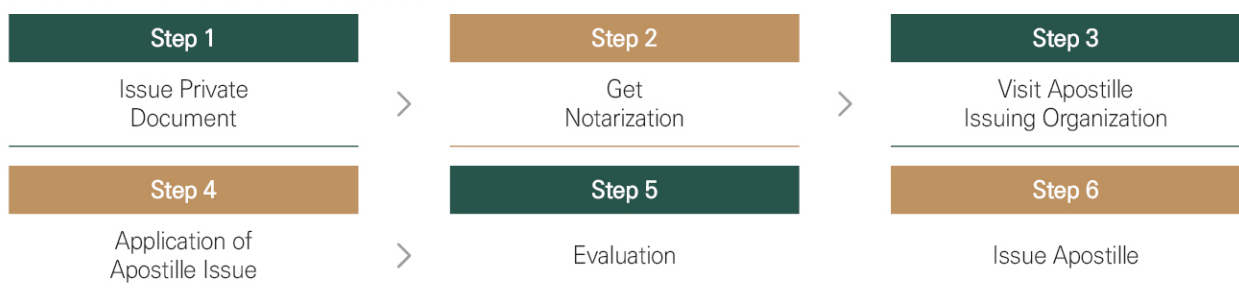 Step 1
Issue Private
Document
Step 2
Get
Notarization
Step 3
Visit Apostille
Issuing Organization
Step 4
Application of
Apostille Issue
Step 5
Evaluation
Step 6
Issue Apostille